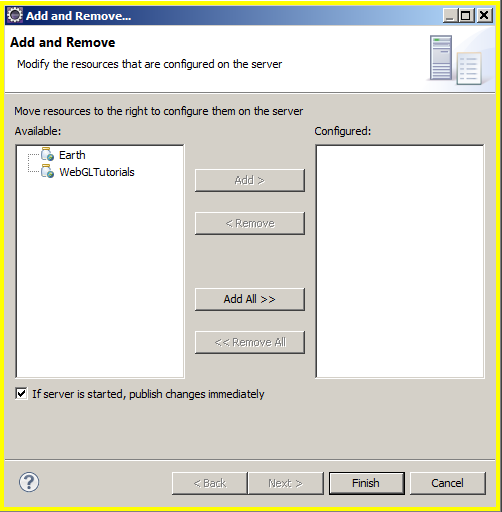 Add and Remove...
Add and Remove
Modify the resources that are configured on the server
Move resources to the right to configure them on the server
Available:
Configured:
Earth
WebGLTutorials
Add >
< Remove
Add All >>
<< Remove All
If server is started, publish changes immediately
?
< Back
Next >
Finish
Cancel